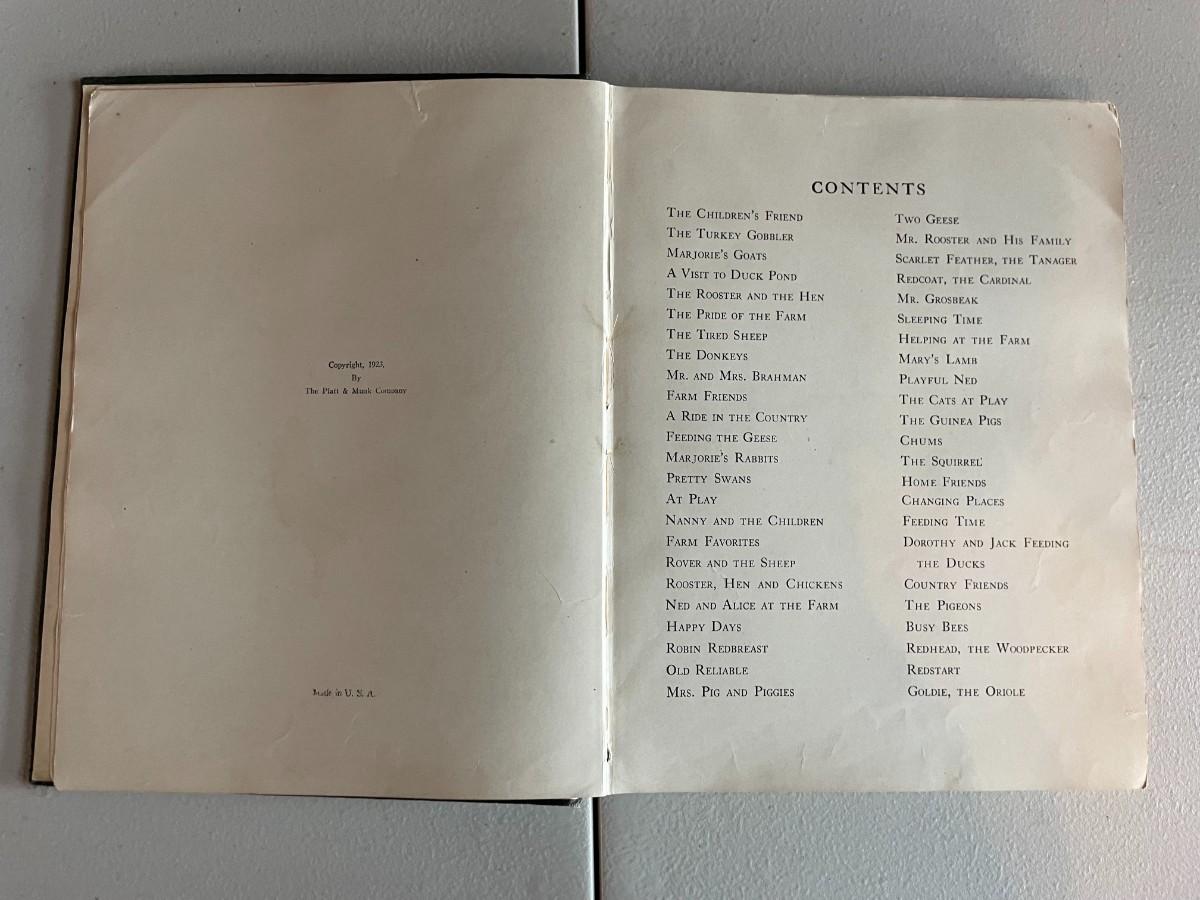 Copyright, 1923,
By
The Platt & Munk Company
Made in U. S. A.
CONTENTS
The Children's Friend
The Turkey Gobbler
Marjorie's Goats
A Visit to Duck Pond
The Rooster and the Hen
The Pride of the Farm
The Tired Sheep
The Donkeys
Mr. and Mrs. Brahman
Farm Friends
A Ride in the Country
Feeding the Geese
Marjorie's Rabbits
Pretty Swans
At Play
Nanny and the Children
Farm Favorites
Rover and the Sheep
Rooster, Hen and Chickens
Ned and Alice at the Farm
Happy Days
Robin Redbreast
Old Reliable
Mrs. Pig and Piggies
Two Geese
Mr. Rooster and His Family
Scarlet Feather, the Tanager
Redcoat, the Cardinal
Mr. Grosbeak
Sleeping Time
Helping at the Farm
Mary's Lamb
Playful Ned
The Cats at Play
The Guinea Pigs
Chums
The Squirrel
Home Friends
Changing Places
Feeding Time
Dorothy and Jack Feeding
the Ducks
Country Friends
The Pigeons
Busy Bees
Redhead, the Woodpecker
Redstart
Goldie, the Oriole